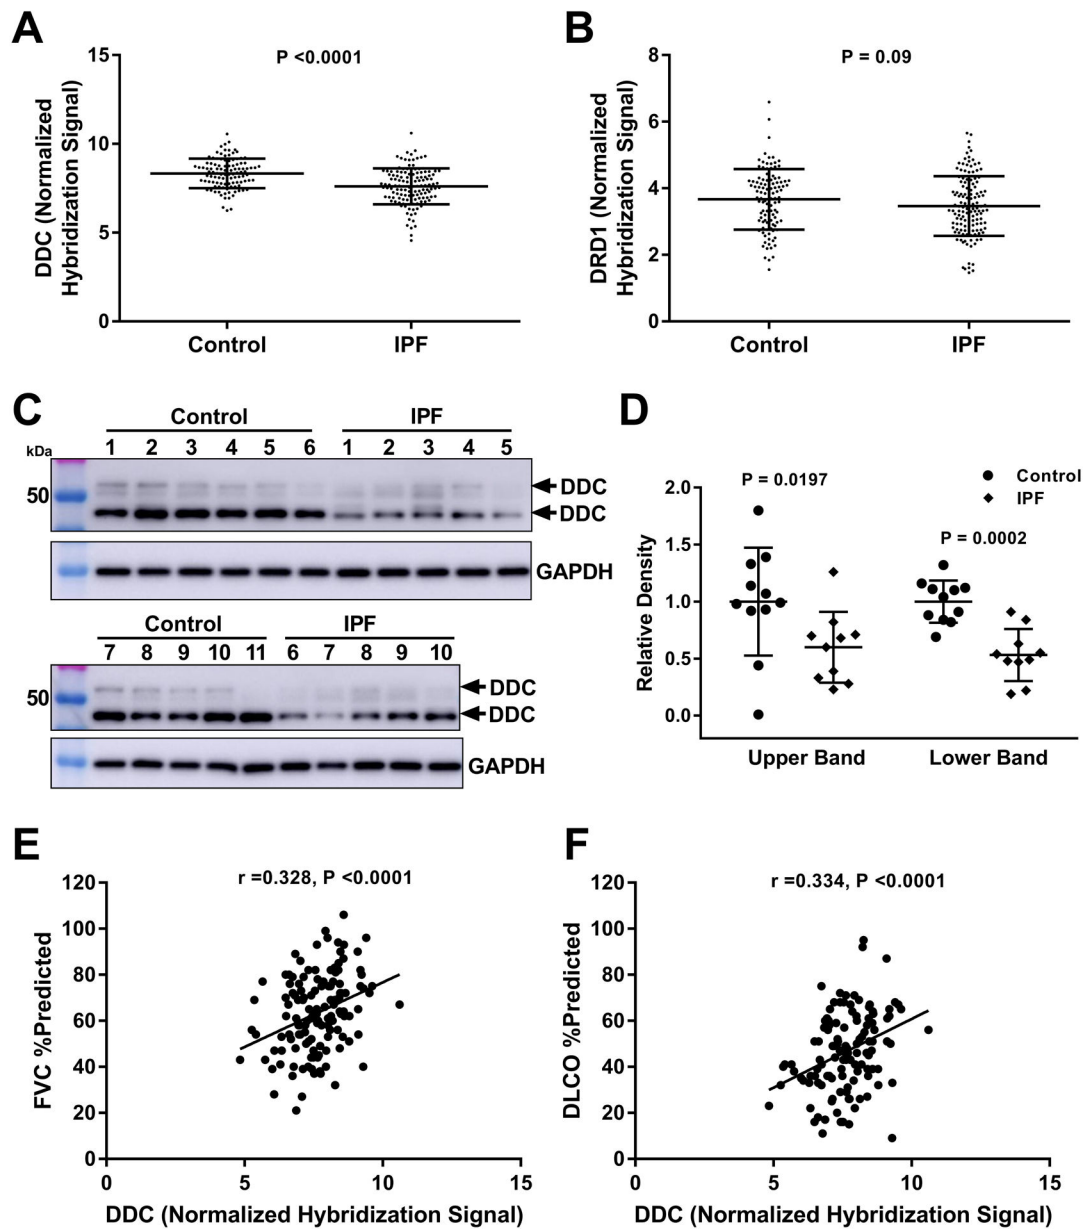 A
DDC (Normalized
Hybridization Signal)
15
10
5
0
P <0.0001
Control
IPF
B
DRD1 (Normalized
Hybridization Signal)
8
6
4
2
0
P = 0.09
Control
IPF
C
Control
IPF
kDa
1 2 3 4 5 6 1 2 3 4 5
50
DDC
DDC
GAPDH
Control
IPF
7 8 9 10 11 6 7 8 9 10
50
DDC
DDC
GAPDH
D
Relative Density
2.0
1.5
1.0
0.5
0.0
P = 0.0197
Control
IPF
P = 0.0002
Upper Band
Lower Band
E
FVC %Predicted
120
100
80
60
40
20
0
r =0.328, P <0.0001
0 5 10 15
DDC (Normalized Hybridization Signal)
F
DLCO %Predicted
120
100
80
60
40
20
0
r =0.334, P <0.0001
0 5 10 15
DDC (Normalized Hybridization Signal)